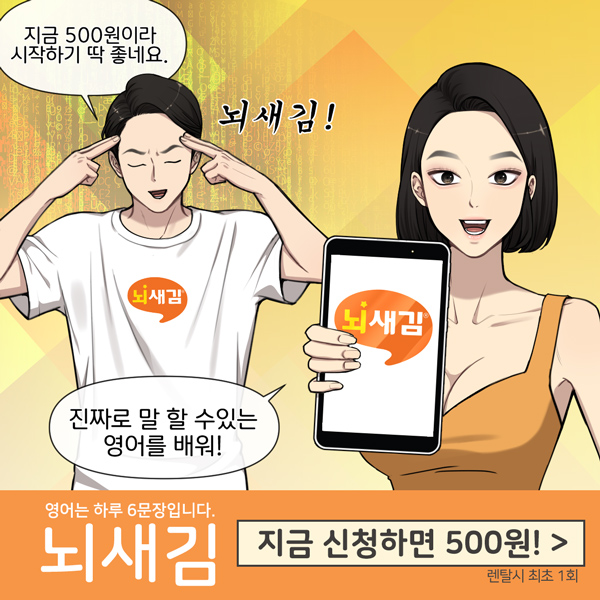 지금 500원이라
시작하기 딱 좋네요.
뇌새김!
뇌새김
뇌새김®
진짜로 말 할 수있는
영어를 배워!
영어는 하루 6문장입니다.
뇌새김
지금 신청하면 500원! >
렌탈시 최초 1회